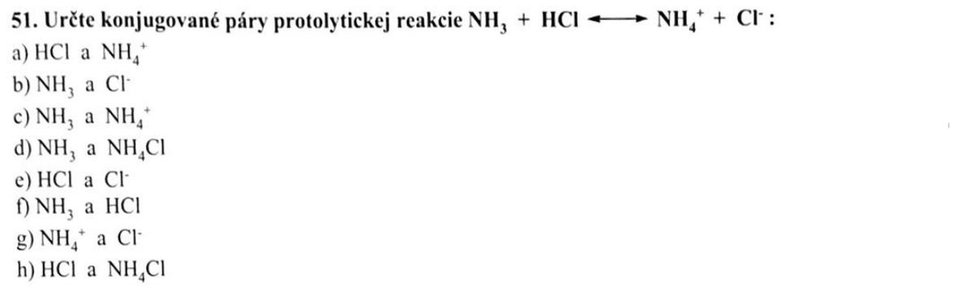 51. Určte konjugované páry protolytickej reakcie NH₃ + HCl ⟷ NH₄⁺ + Cl⁻ :
a) HCl a NH₄⁺
b) NH₃ a Cl⁻
c) NH₃ a NH₄⁺
d) NH₃ a NH₄Cl
e) HCl a Cl⁻
f) NH₃ a HCl
g) NH₄⁺ a Cl⁻
h) HCl a NH₄Cl